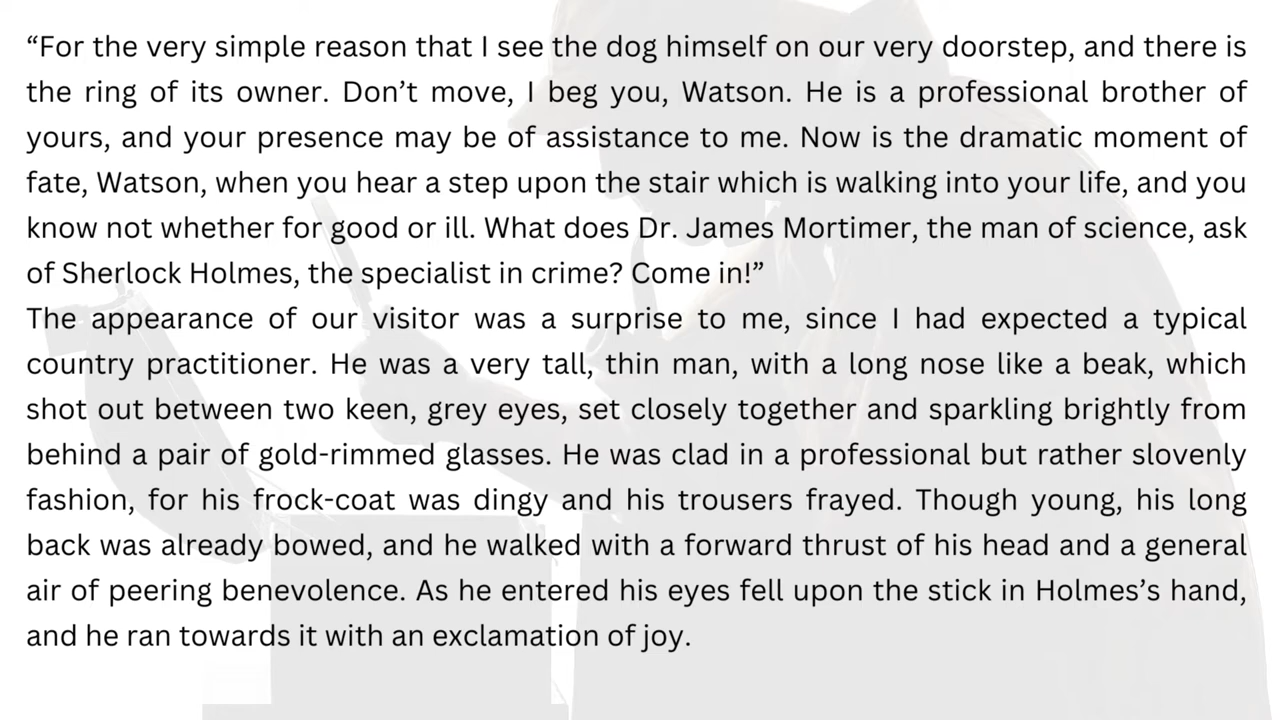 “For the very simple reason that I see the dog himself on our very doorstep, and there is
the ring of its owner. Don’t move, I beg you, Watson. He is a professional brother of
yours, and your presence may be of assistance to me. Now is the dramatic moment of
fate, Watson, when you hear a step upon the stair which is walking into your life, and you
know not whether for good or ill. What does Dr. James Mortimer, the man of science, ask
of Sherlock Holmes, the specialist in crime? Come in!”
The appearance of our visitor was a surprise to me, since I had expected a typical
country practitioner. He was a very tall, thin man, with a long nose like a beak, which
shot out between two keen, grey eyes, set closely together and sparkling brightly from
behind a pair of gold-rimmed glasses. He was clad in a professional but rather slovenly
fashion, for his frock-coat was dingy and his trousers frayed. Though young, his long
back was already bowed, and he walked with a forward thrust of his head and a general
air of peering benevolence. As he entered his eyes fell upon the stick in Holmes’s hand,
and he ran towards it with an exclamation of joy.